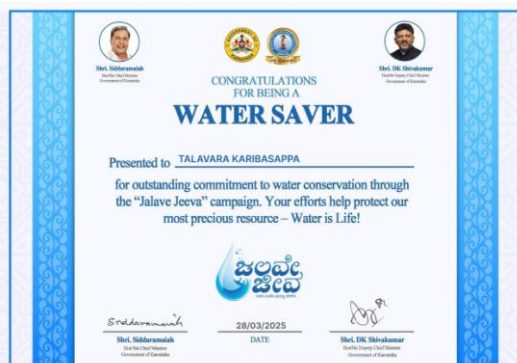 Shri. Siddaramaiah
Hon'ble Chief Minister
Government of Karnataka
Shri. DK Shivakumar
Hon'ble Deputy Chief Minister
Government of Karnataka
CONGRATULATIONS
FOR BEING A
WATER SAVER
Presented to TALAVARA KARIBASAPPA
for outstanding commitment to water conservation through
the “Jalave Jeeva” campaign. Your efforts help protect our
most precious resource – Water is Life!
ಜಲವೇ
ಜೀವ
Siddaramaiah
28/03/2025
Shri. Siddaramaiah
Hon'ble Chief Minister
Government of Karnataka
DATE
Shri. DK Shivakumar
Hon'ble Deputy Chief Minister
Government of Karnataka